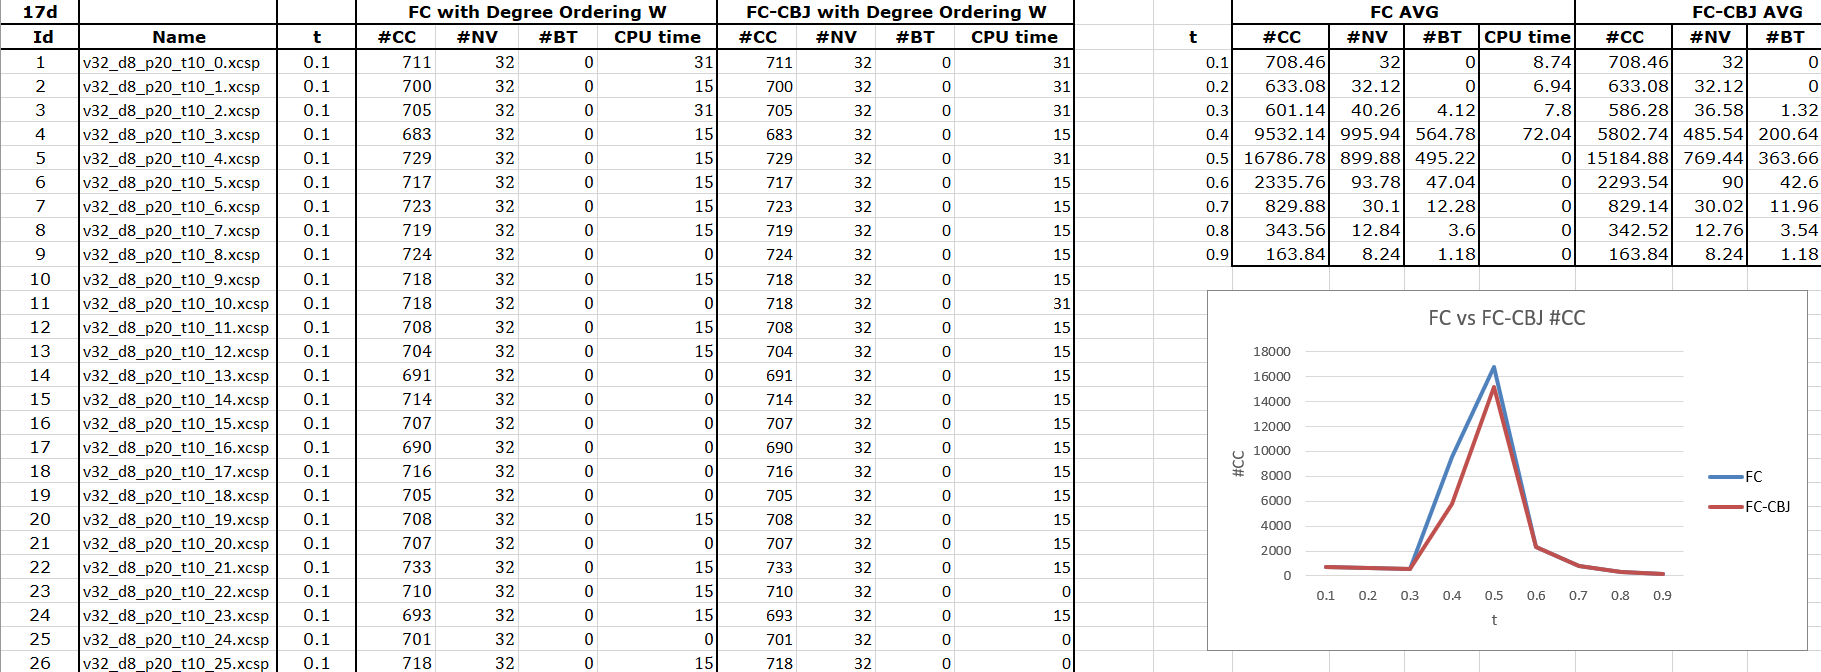 17d FC with Degree Ordering W FC-CBJ with Degree Ordering W FC AVG FC-CBJ AVG
Id Name t #CC #NV #BT CPU time #CC #NV #BT CPU time t #CC #NV #BT CPU time #CC #NV #BT
1 v32_d8_p20_t10_0.xcsp 0.1 711 32 0 31 711 32 0 31 0.1 708.46 32 0 8.74 708.46 32 0
2 v32_d8_p20_t10_1.xcsp 0.1 700 32 0 15 700 32 0 31 0.2 633.08 32.12 0 6.94 633.08 32.12 0
3 v32_d8_p20_t10_2.xcsp 0.1 705 32 0 31 705 32 0 31 0.3 601.14 40.26 4.12 7.8 586.28 36.58 1.32
4 v32_d8_p20_t10_3.xcsp 0.1 683 32 0 15 683 32 0 15 0.4 9532.14 995.94 564.78 72.04 5802.74 485.54 200.64
5 v32_d8_p20_t10_4.xcsp 0.1 729 32 0 15 729 32 0 31 0.5 16786.78 899.88 495.22 0 15184.88 769.44 363.66
6 v32_d8_p20_t10_5.xcsp 0.1 717 32 0 15 717 32 0 15 0.6 2335.76 93.78 47.04 0 2293.54 90 42.6
7 v32_d8_p20_t10_6.xcsp 0.1 723 32 0 15 723 32 0 15 0.7 829.88 30.1 12.28 0 829.14 30.02 11.96
8 v32_d8_p20_t10_7.xcsp 0.1 719 32 0 15 719 32 0 15 0.8 343.56 12.84 3.6 0 342.52 12.76 3.54
9 v32_d8_p20_t10_8.xcsp 0.1 724 32 0 0 724 32 0 15 0.9 163.84 8.24 1.18 0 163.84 8.24 1.18
10 v32_d8_p20_t10_9.xcsp 0.1 718 32 0 15 718 32 0 15
11 v32_d8_p20_t10_10.xcsp 0.1 718 32 0 0 718 32 0 31
12 v32_d8_p20_t10_11.xcsp 0.1 708 32 0 15 708 32 0 15
13 v32_d8_p20_t10_12.xcsp 0.1 704 32 0 15 704 32 0 15
14 v32_d8_p20_t10_13.xcsp 0.1 691 32 0 0 691 32 0 15
15 v32_d8_p20_t10_14.xcsp 0.1 714 32 0 0 714 32 0 15
16 v32_d8_p20_t10_15.xcsp 0.1 707 32 0 0 707 32 0 15
17 v32_d8_p20_t10_16.xcsp 0.1 690 32 0 0 690 32 0 15
18 v32_d8_p20_t10_17.xcsp 0.1 716 32 0 0 716 32 0 15
19 v32_d8_p20_t10_18.xcsp 0.1 705 32 0 0 705 32 0 15
20 v32_d8_p20_t10_19.xcsp 0.1 708 32 0 15 708 32 0 15
21 v32_d8_p20_t10_20.xcsp 0.1 707 32 0 0 707 32 0 15
22 v32_d8_p20_t10_21.xcsp 0.1 733 32 0 15 733 32 0 15
23 v32_d8_p20_t10_22.xcsp 0.1 710 32 0 15 710 32 0 0
24 v32_d8_p20_t10_23.xcsp 0.1 693 32 0 15 693 32 0 15
25 v32_d8_p20_t10_24.xcsp 0.1 701 32 0 0 701 32 0 0
26 v32_d8_p20_t10_25.xcsp 0.1 718 32 0 15 718 32 0 0
FC vs FC-CBJ #CC
18000
16000
14000
12000
10000
8000
6000
4000
2000
0
#CC
0.1 0.2 0.3 0.4 0.5 0.6 0.7 0.8 0.9
t
FC
FC-CBJ